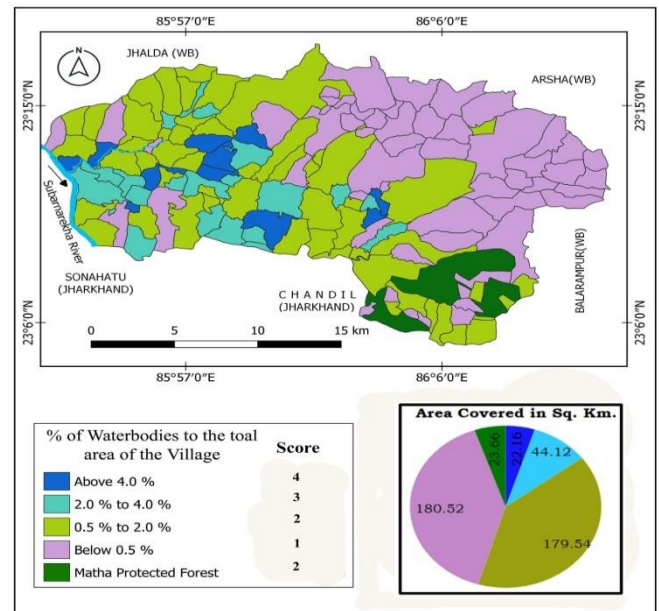 85°57'0"E 86°6'0"E
N
JHALDA (WB)
ARSHA(WB)
23°15'0"N
23°15'0"N
Subarnarekha River
SONAHATU
(JHARKHAND)
CHANDIL
(JHARKHAND)
BALARAMPUR(WB)
23°6'0"N
23°6'0"N
0 5 10 15 km
85°57'0"E 86°6'0"E
% of Waterbodies to the toal
area of the Village
Score
Above 4.0 % 4
2.0 % to 4.0 % 3
0.5 % to 2.0 % 2
Below 0.5 % 1
Matha Protected Forest 2
Area Covered in Sq. Km.
23.66
22.16
44.12
180.52
179.54